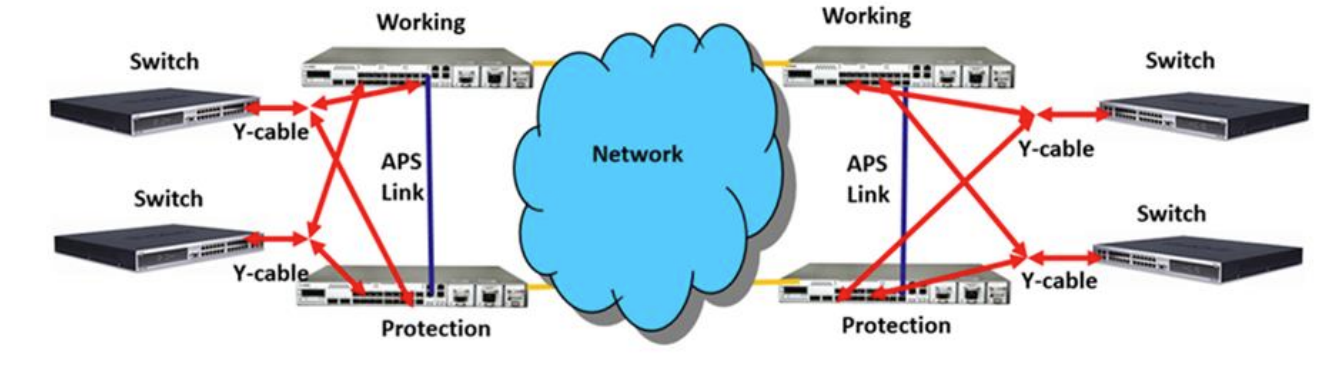 Working
Working
Switch
Switch
Y-cable
Y-cable
APS
Link
Network
APS
Link
Switch
Switch
Y-cable
Y-cable
Protection
Protection